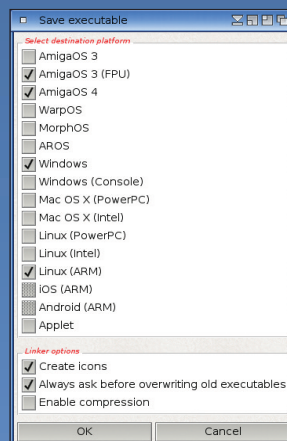 Save executable
Select destination platform
AmigaOS 3
AmigaOS 3 (FPU)
AmigaOS 4
WarpOS
MorphOS
AROS
Windows
Windows (Console)
Mac OS X (PowerPC)
Mac OS X (Intel)
Linux (PowerPC)
Linux (Intel)
Linux (ARM)
iOS (ARM)
Android (ARM)
Applet
Linker options
Create icons
Always ask before overwriting old executables
Enable compression
OK Cancel